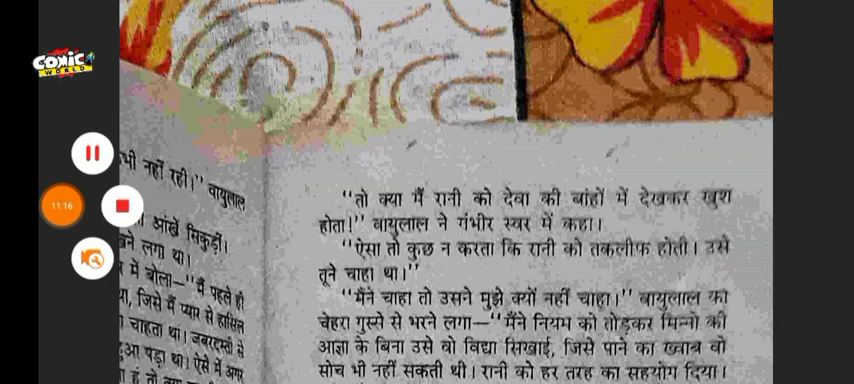 COMIC
WORLD
11:16
भी नहीं रही।'' वायुलाल
आंखें सिकुड़ीं।
लगा था।
में बोला—''मैं पहले ही
जिसे मैं प्यार से हासिल
चाहता था। जबरदस्ती से
पड़ा था। ऐसे में अगर
''तो क्या मैं रानी को देवा की बांहों में देखकर खुश
होता!'' वायुलाल ने गंभीर स्वर में कहा।
''ऐसा तो कुछ न करता कि रानी को तकलीफ होती। उसे
तूने चाहा था।''
''मैंने चाहा तो उसने मुझे क्यों नहीं चाहा।'' वायुलाल का
चेहरा गुस्से से भरने लगा—''मैंने नियम को तोड़कर मिन्नो की
आज्ञा के बिना उसे वो विद्या सिखाई, जिसे पाने का ख्वाब वो
सोच भी नहीं सकती थी। रानी को हर तरह का सहयोग दिया।